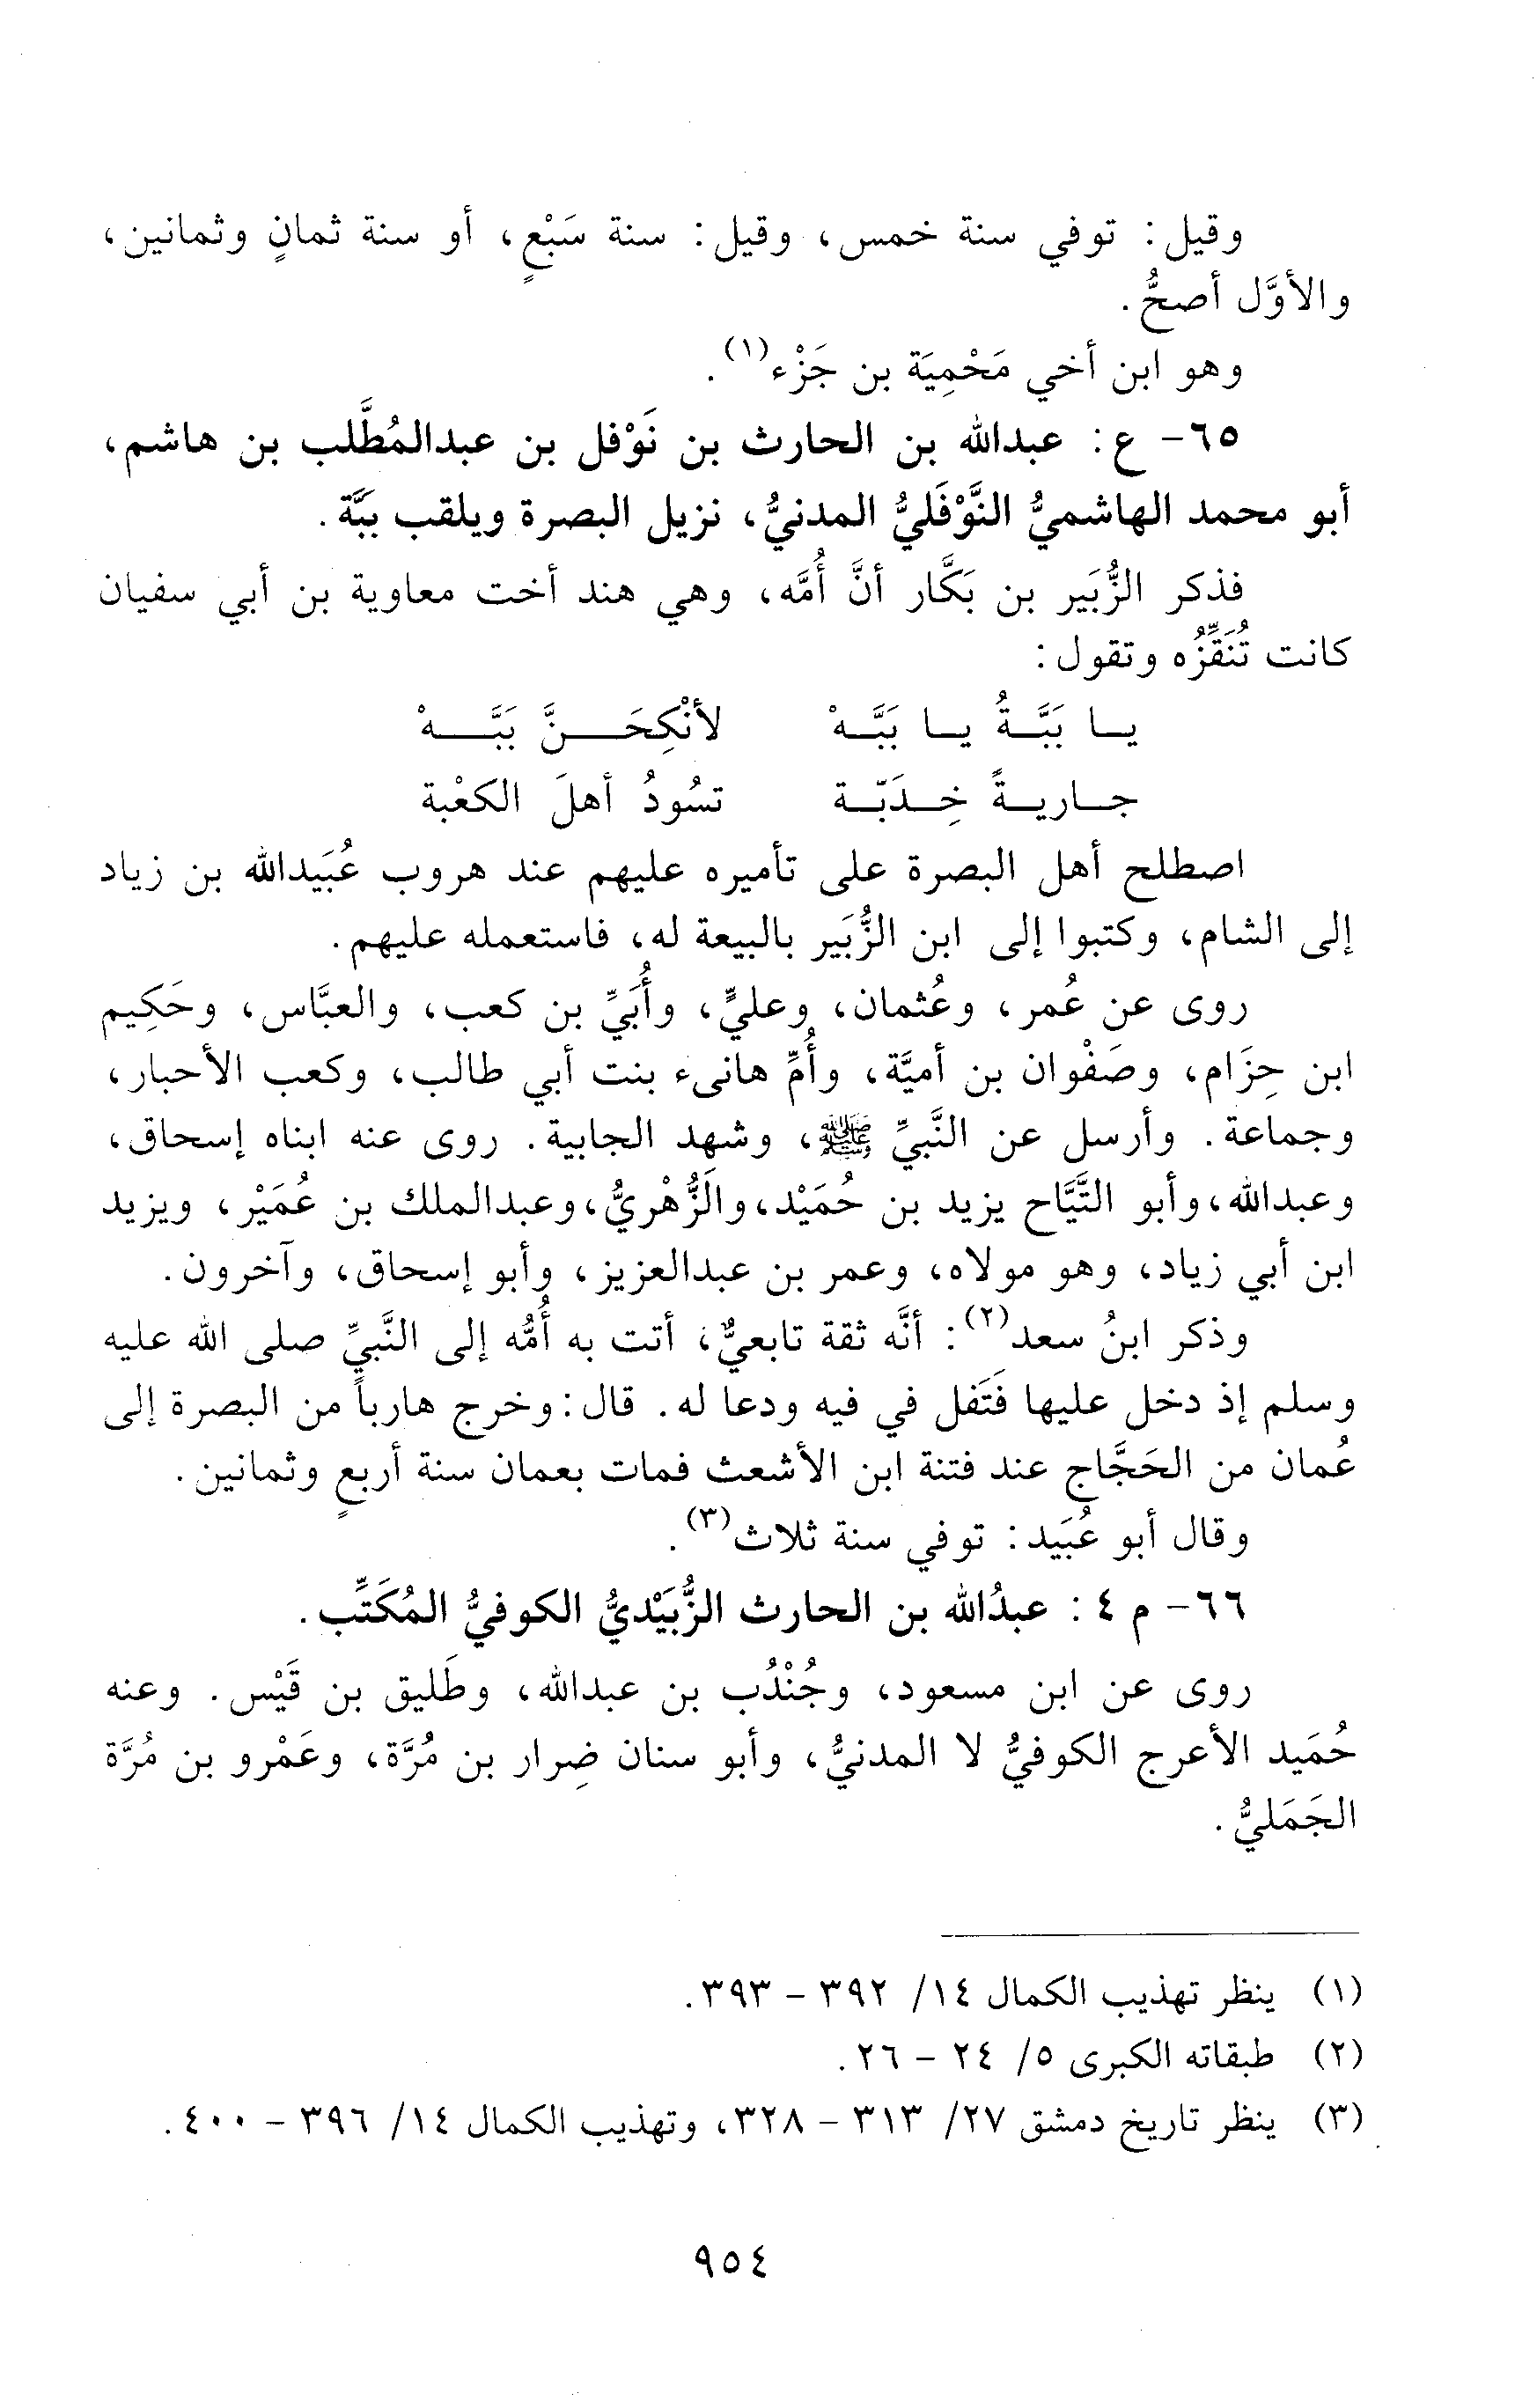 وقيل: توفي سنة خمس، وقيل: سنة سَبْعٍ، أو سنة ثمانٍ وثمانين،
والأوَّل أصحُّ.
وهو ابن أخي مَحْمِيَة بن جَزْء(١).
٦٥- ع: عبدالله بن الحارث بن نَوْفل بن عبدالمُطَّلب بن هاشم،
أبو محمد الهاشميُّ النَّوْفَليُّ المدنيُّ، نزيل البصرة ويلقب ببَّة.
فذكر الزُّبَير بن بَكَّار أنَّ أُمَّه، وهي هند أخت معاوية بن أبي سفيان
كانت تُنَقِّزُه وتقول:
يا بَبَّةُ يا بَبَّهْ لأنْكِحَنَّ بَبَّهْ
جاريةً خِدَبّة تسُودُ أهلَ الكعْبة
اصطلح أهل البصرة على تأميره عليهم عند هروب عُبَيدالله بن زياد
إلى الشام، وكتبوا إلى ابن الزُّبَير بالبيعة له، فاستعمله عليهم.
روى عن عُمر، وعُثمان، وعليٍّ، وأُبَيِّ بن كعب، والعبَّاس، وحَكِيم
ابن حِزَام، وصَفْوان بن أميَّة، وأُمِّ هانىء بنت أبي طالب، وكعب الأحبار،
وجماعة. وأرسل عن النَّبيِّ ﷺ، وشهد الجابية. روى عنه ابناه إسحاق،
وعبدالله، وأبو التَّيَّاح يزيد بن حُمَيْد، والزُّهْريُّ، وعبدالملك بن عُمَيْر، ويزيد
ابن أبي زياد، وهو مولاه، وعمر بن عبدالعزيز، وأبو إسحاق، وآخرون.
وذكر ابنُ سعد(٢): أنَّه ثقة تابعيٌّ، أتت به أُمُّه إلى النَّبيِّ صلى الله عليه
وسلم إذ دخل عليها فَتَفل في فيه ودعا له. قال: وخرج هارباً من البصرة إلى
عُمان من الحَجَّاج عند فتنة ابن الأشعث فمات بعمان سنة أربعٍ وثمانين.
وقال أبو عُبَيد: توفي سنة ثلاث(٣).
٦٦- م ٤: عبدُالله بن الحارث الزُّبَيْديُّ الكوفيُّ المُكَتِّب.
روى عن ابن مسعود، وجُنْدُب بن عبدالله، وطَليق بن قَيْس. وعنه
حُمَيد الأعرج الكوفيُّ لا المدنيُّ، وأبو سنان ضِرار بن مُرَّة، وعَمْرو بن مُرَّة
الجَمَليُّ.
(١) ينظر تهذيب الكمال ١٤/ ٣٩٢ - ٣٩٣.
(٢) طبقاته الكبرى ٥/ ٢٤ - ٢٦.
(٣) ينظر تاريخ دمشق ٢٧/ ٣١٣ - ٣٢٨، وتهذيب الكمال ١٤/ ٣٩٦ - ٤٠٠.
٩٥٤